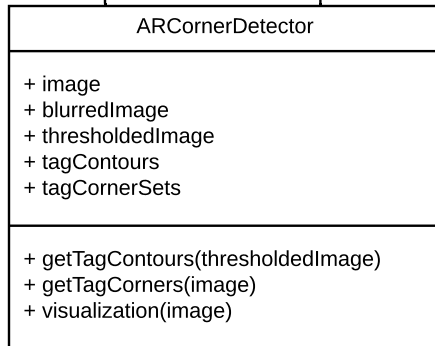 ARCornerDetector
+ image
+ blurredImage
+ thresholdedImage
+ tagContours
+ tagCornerSets
+ getTagContours(thresholdedImage)
+ getTagCorners(image)
+ visualization(image)